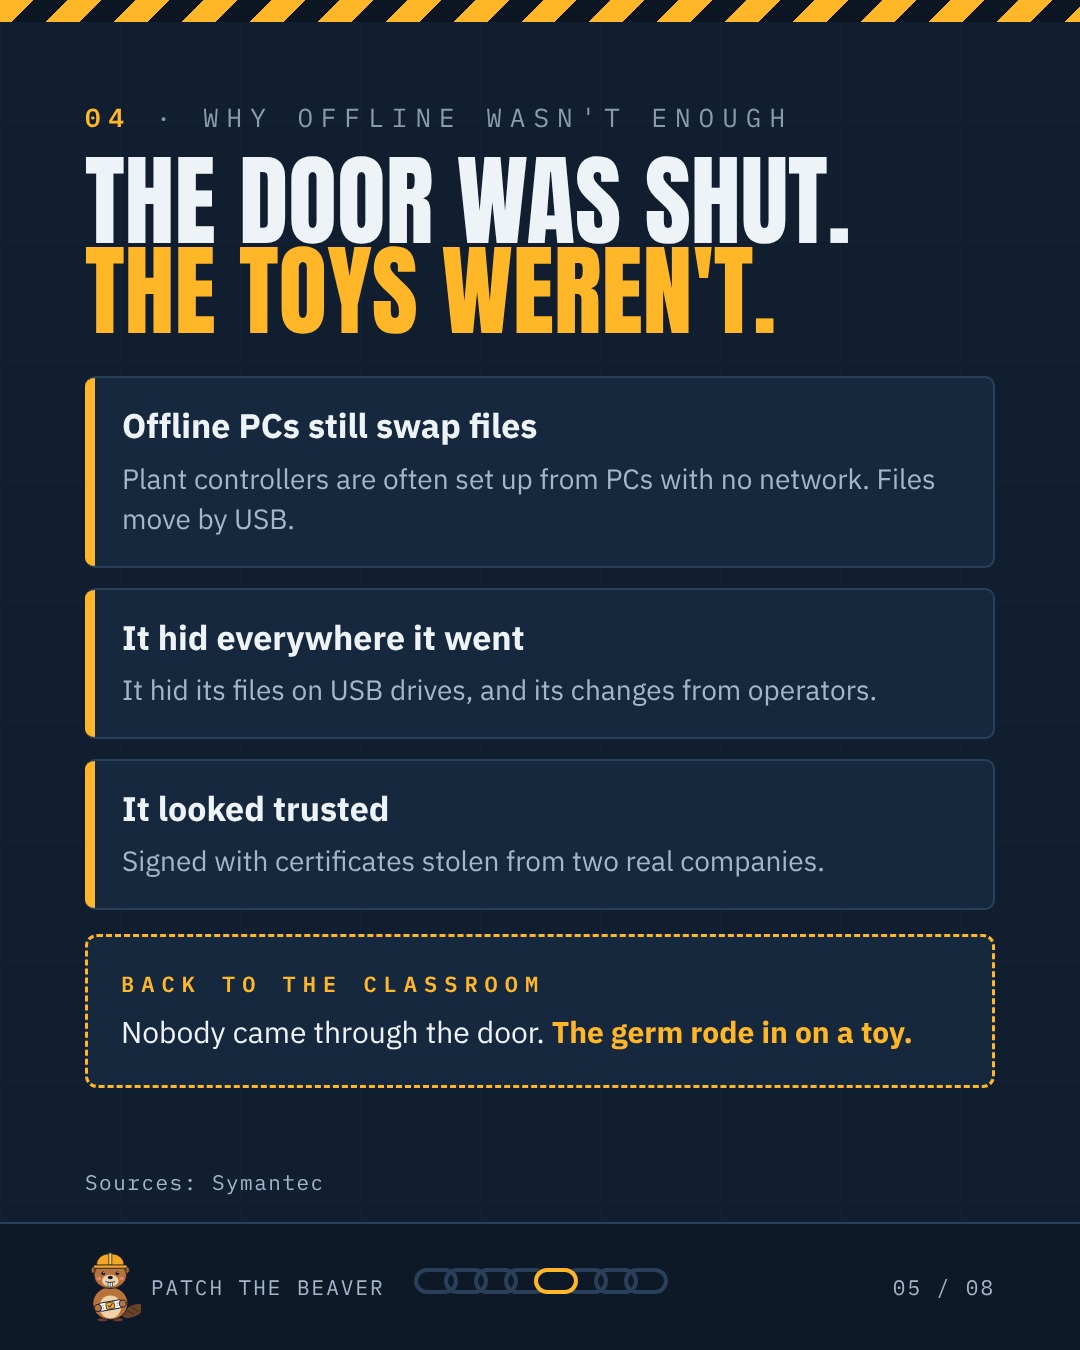 04 · WHY OFFLINE WASN'T ENOUGH
THE DOOR WAS SHUT.
THE TOYS WEREN'T.
Offline PCs still swap files
Plant controllers are often set up from PCs with no network. Files
move by USB.
It hid everywhere it went
It hid its files on USB drives, and its changes from operators.
It looked trusted
Signed with certificates stolen from two real companies.
BACK TO THE CLASSROOM
Nobody came through the door. The germ rode in on a toy.
Sources: Symantec
PATCH THE BEAVER
05 / 08